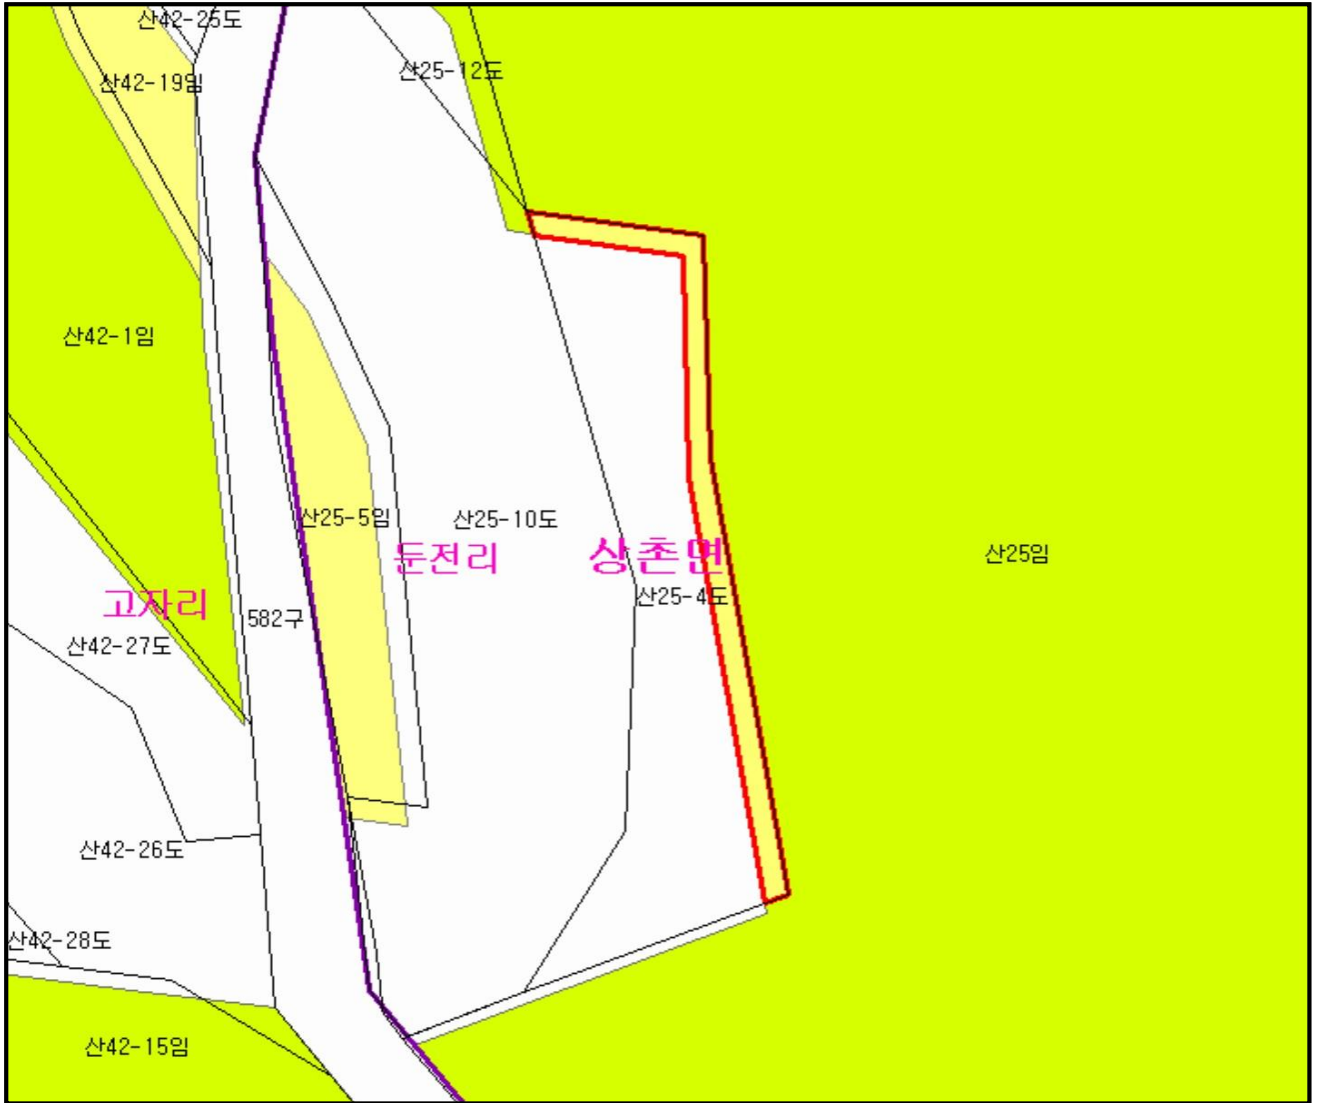 산42-25도
산25-12도
산42-19임
산42-1임
산25-5임
산25-10도
둔전리
상촌면
산25임
산25-4도
고자리
582구
산42-27도
산42-26도
산42-28도
산42-15임